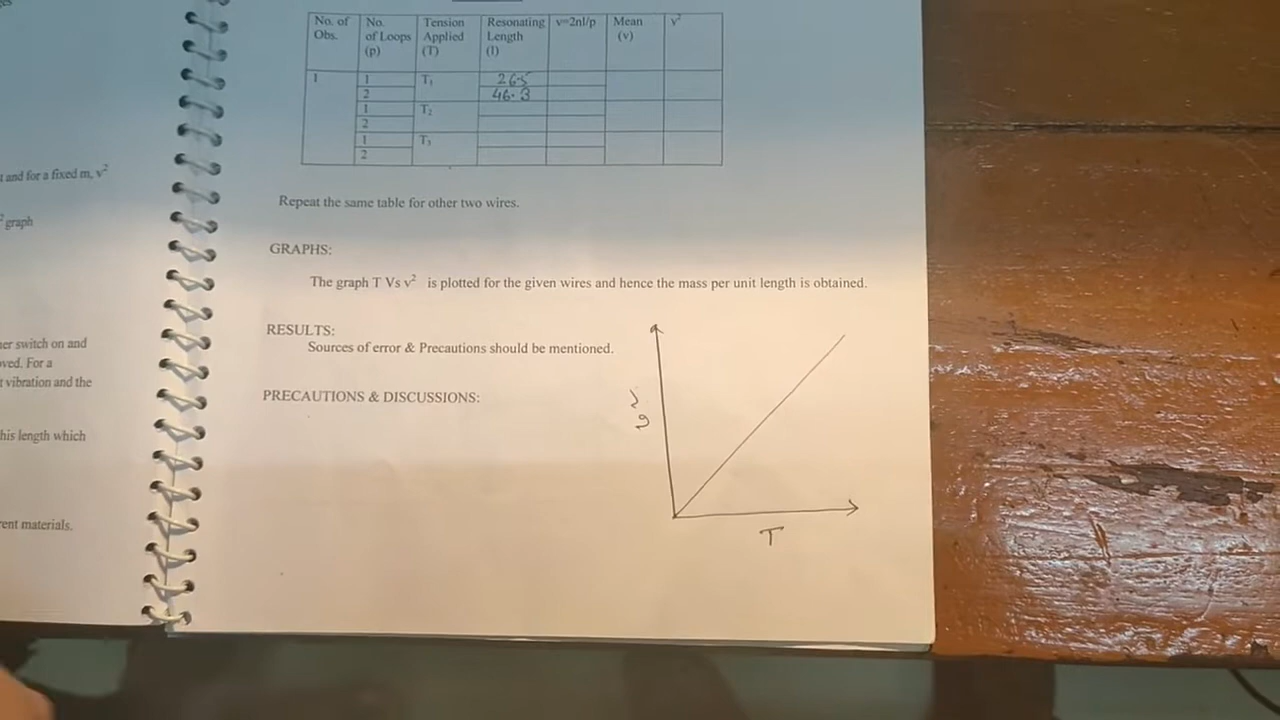 No. of Obs. No. of Loops (p) Tension Applied (T) Resonating Length (l) v=2nl/p Mean (v) v²
1 1 T₁ 26.5
2 46.3
1 T₂
2
1 T₃
2
t and for a fixed m, v²
Repeat the same table for other two wires.
² graph
GRAPHS:
The graph T Vs v² is plotted for the given wires and hence the mass per unit length is obtained.
RESULTS:
Sources of error & Precautions should be mentioned.
switch on and
For a
PRECAUTIONS & DISCUSSIONS:
t vibration and the
his length which
v²
T
materials.